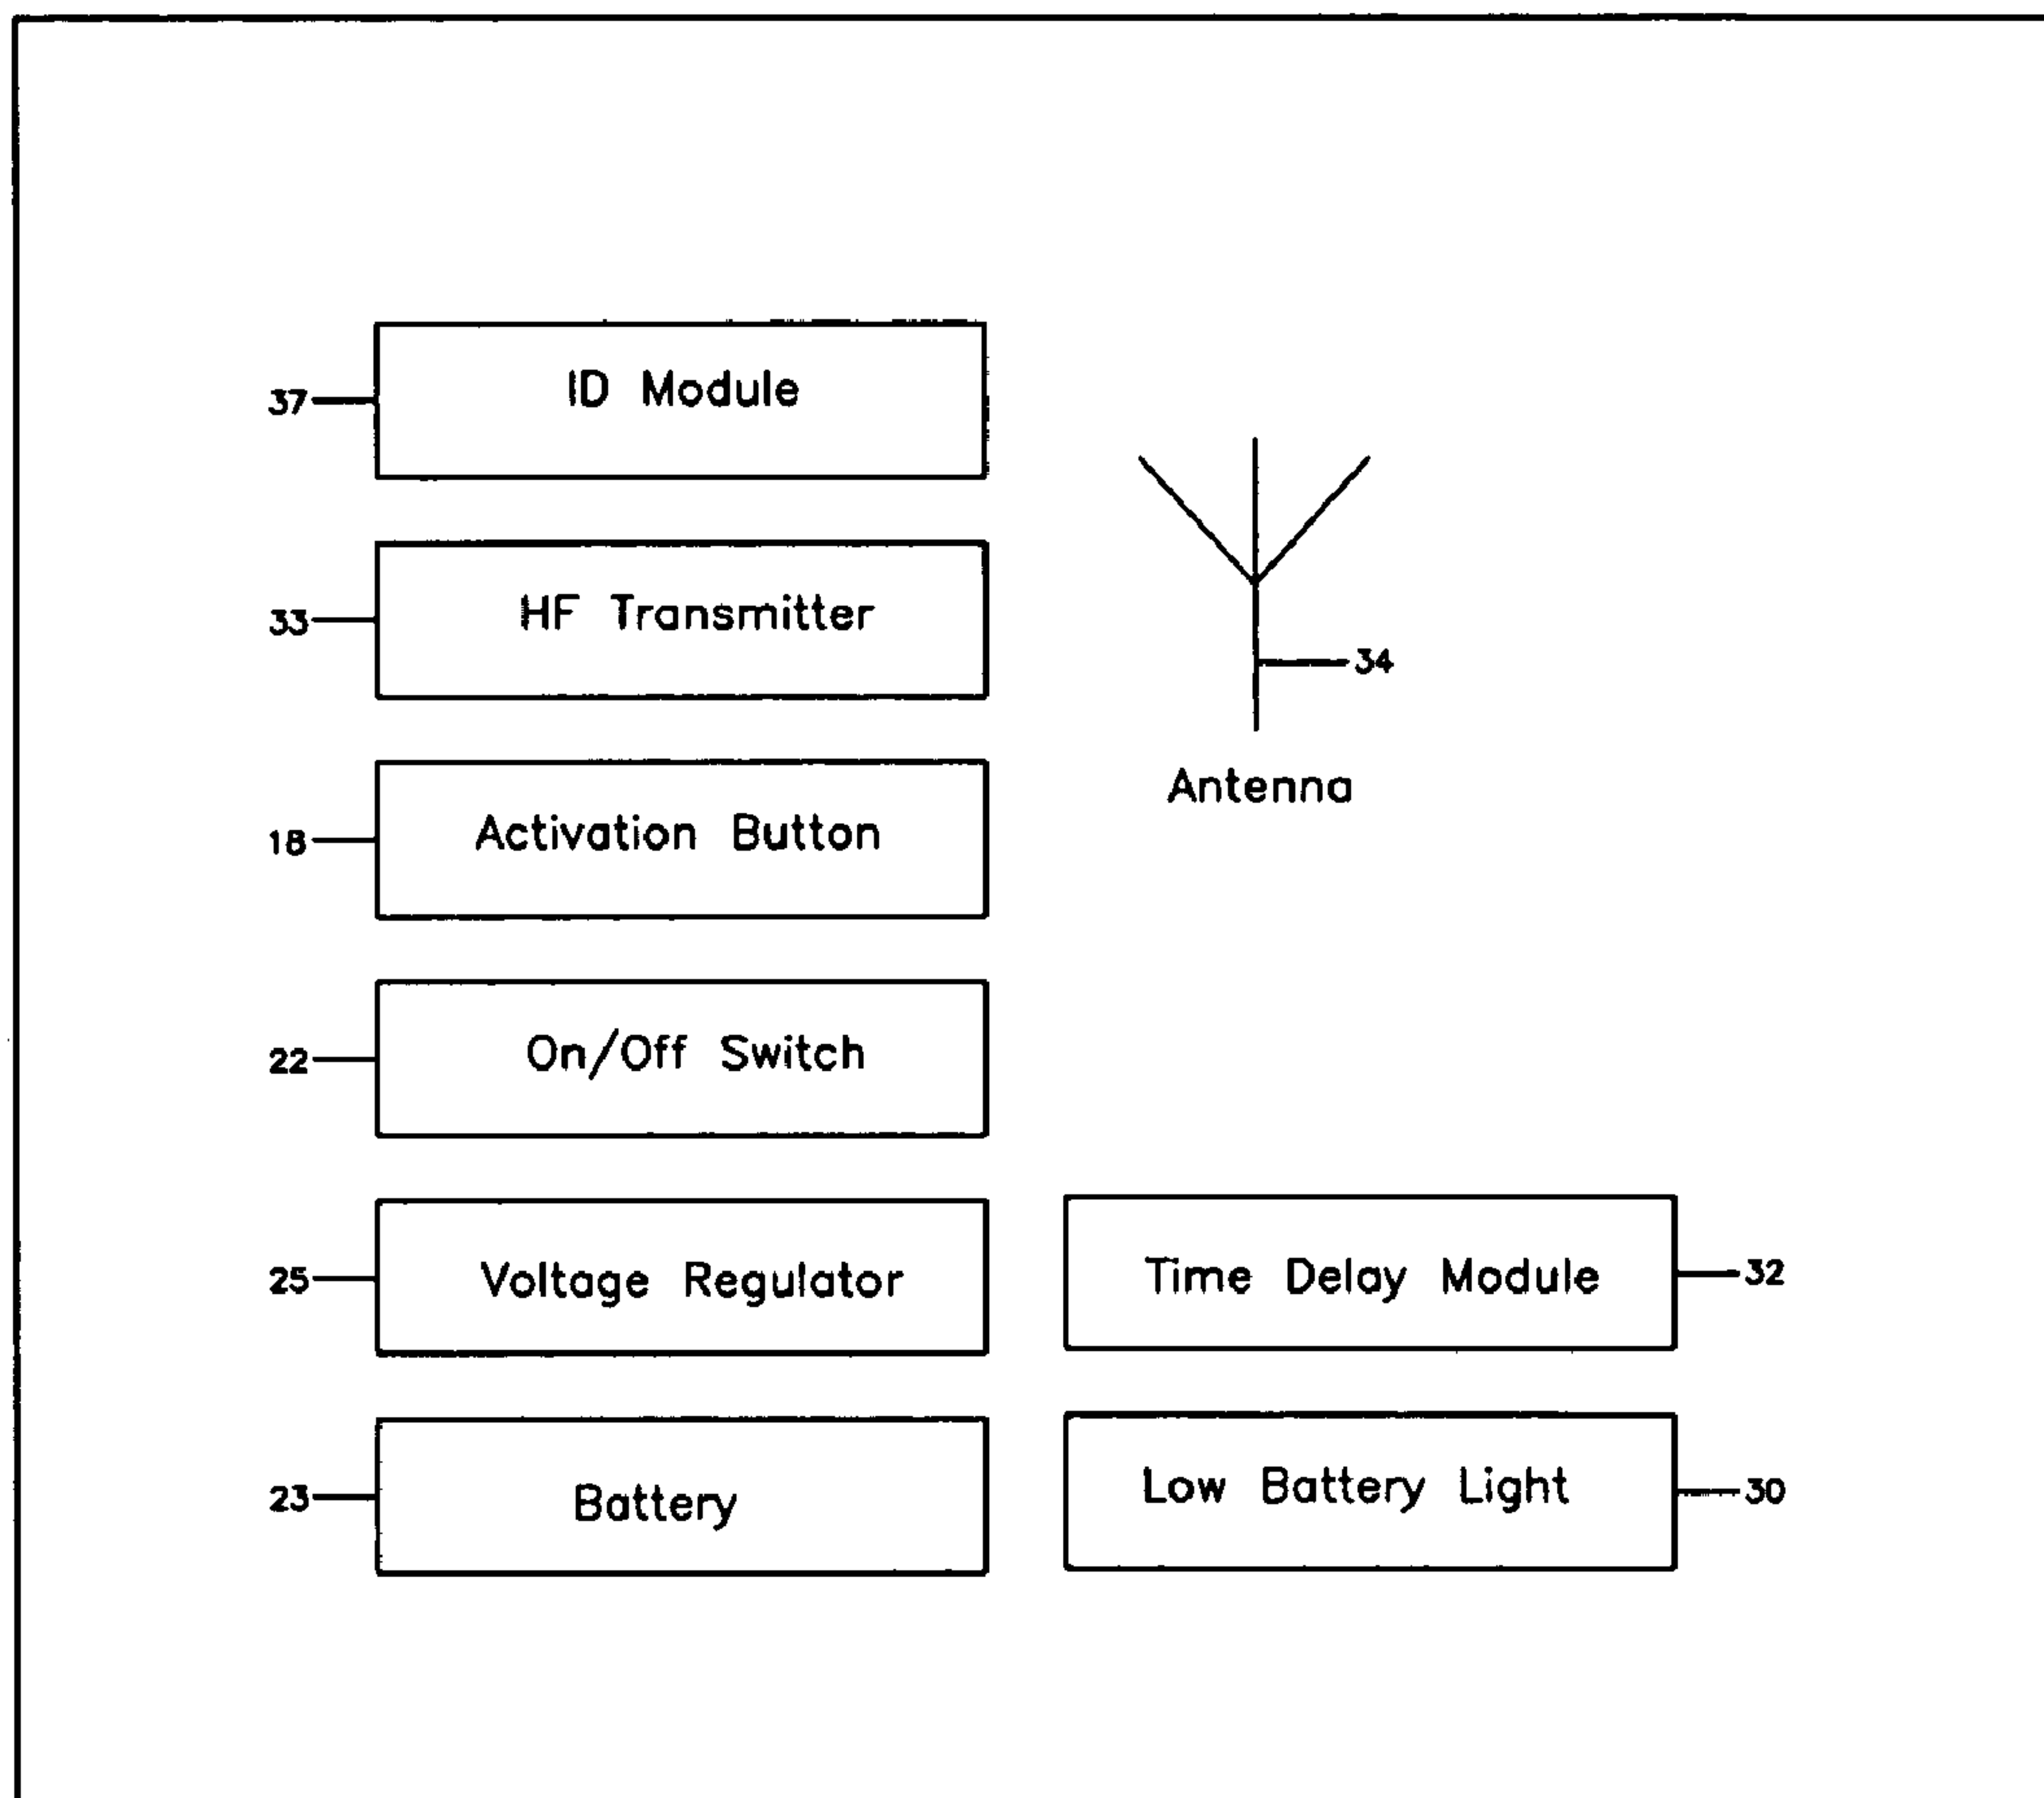 37 ID Module
33 HF Transmitter
34
18 Activation Button
Antenna
22 On/Off Switch
25 Voltage Regulator
Time Delay Module 32
23 Battery
Low Battery Light 30